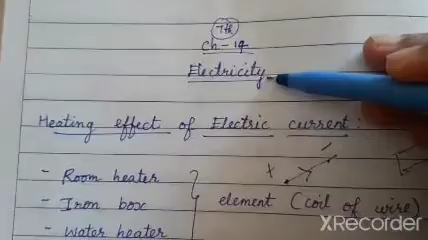 7th
Ch - 14
Electricity
Heating effect of Electric current :
- Room heater
element (coil of wire)
- Iron box
- Water heater
XRecorder